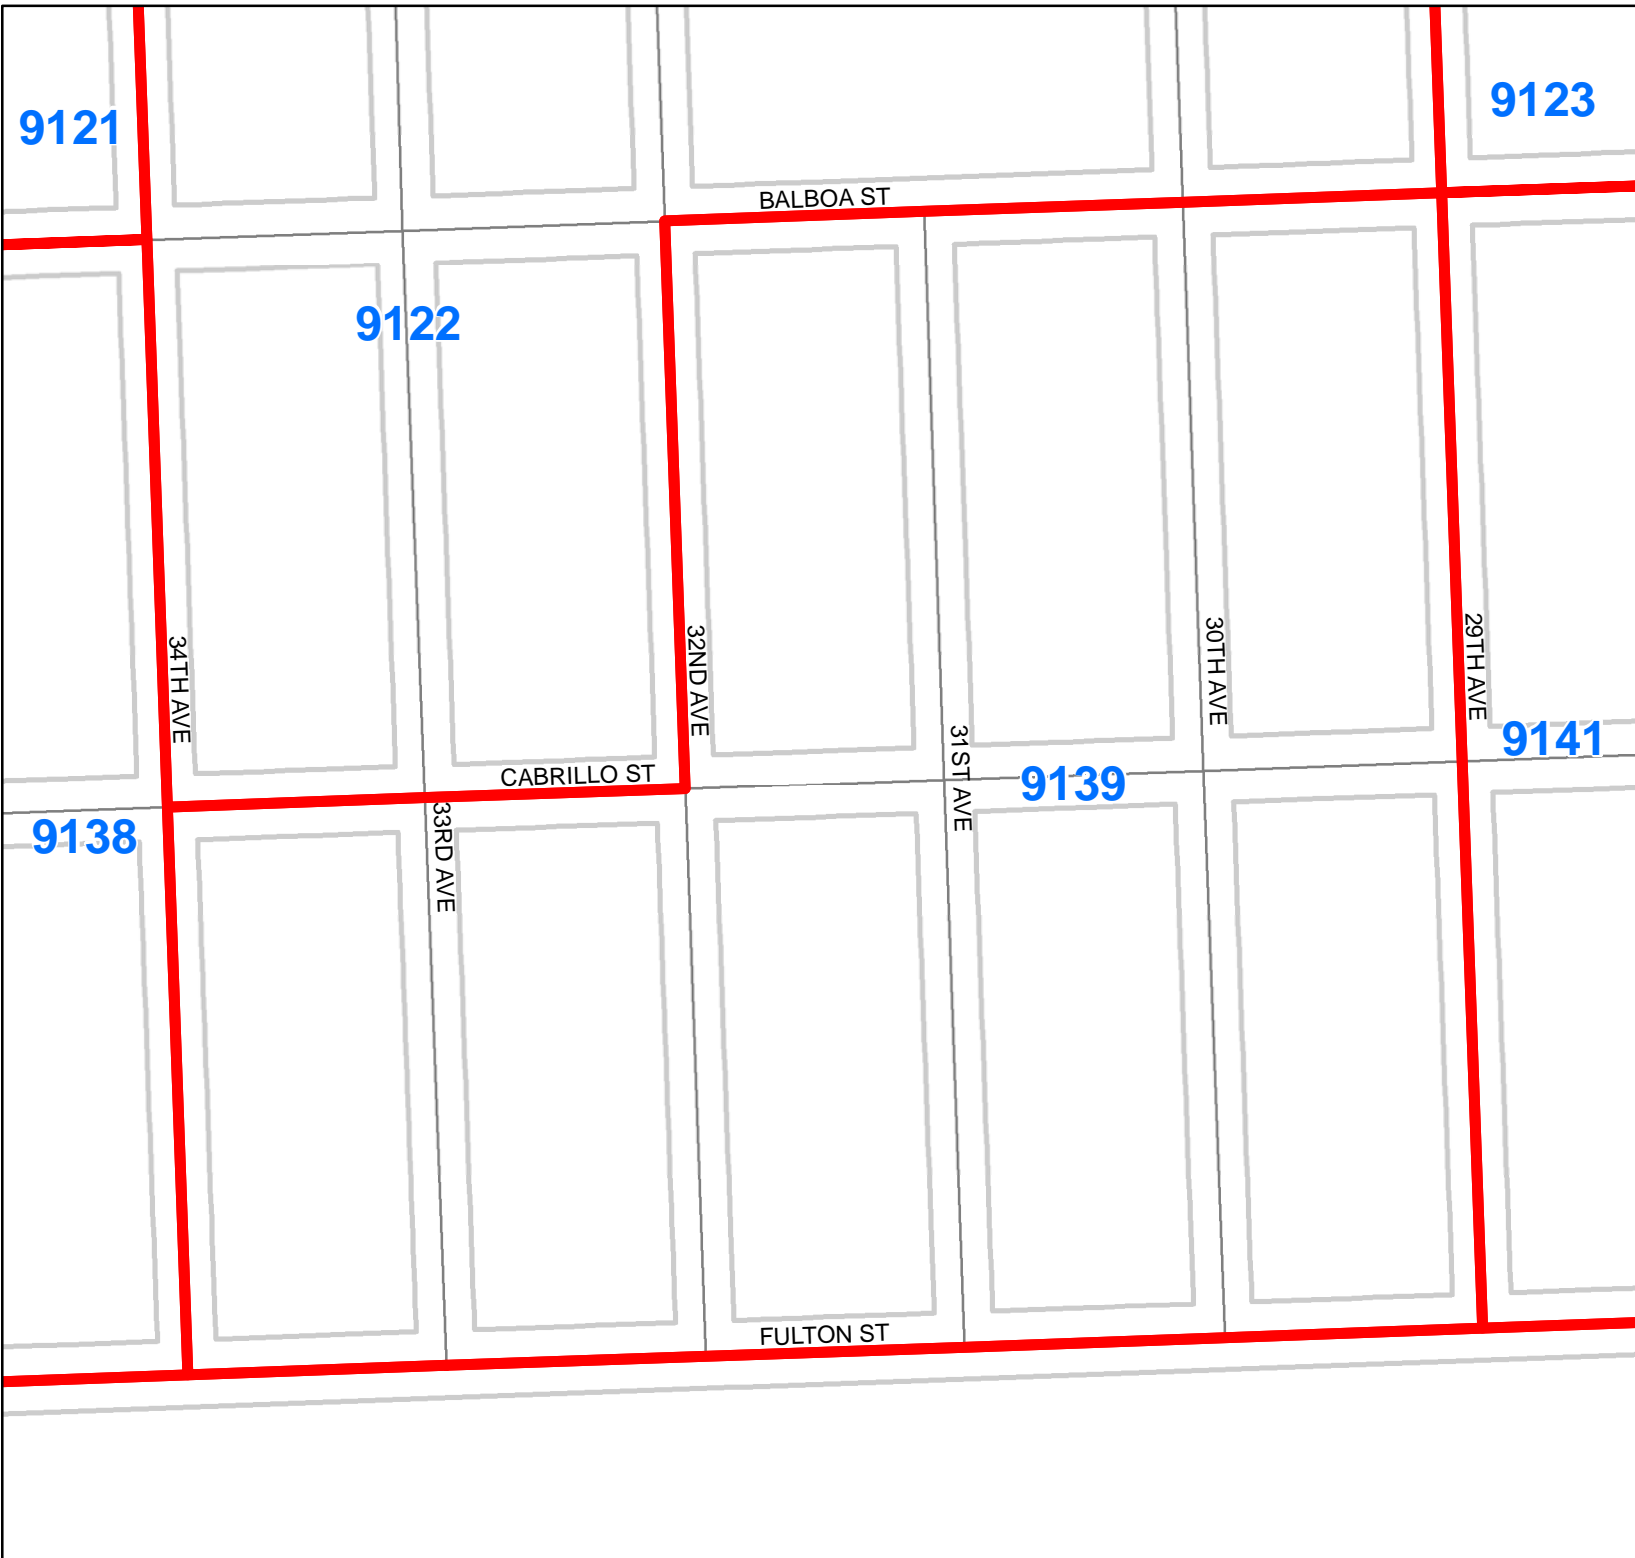 9121
9123
BALBOA ST
9122
34TH AVE
32ND AVE
30TH AVE
29TH AVE
31ST AVE
9141
CABRILLO ST
9139
9138
33RD AVE
FULTON ST